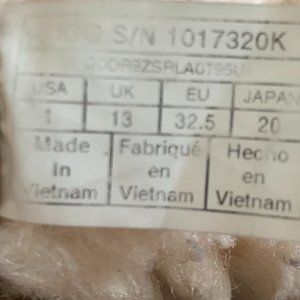 UGG S/N 1017320K
USA UK EU JAPAN
1 13 32.5 20
Made Fabriqué Hecho
In en en
Vietnam Vietnam Vietnam